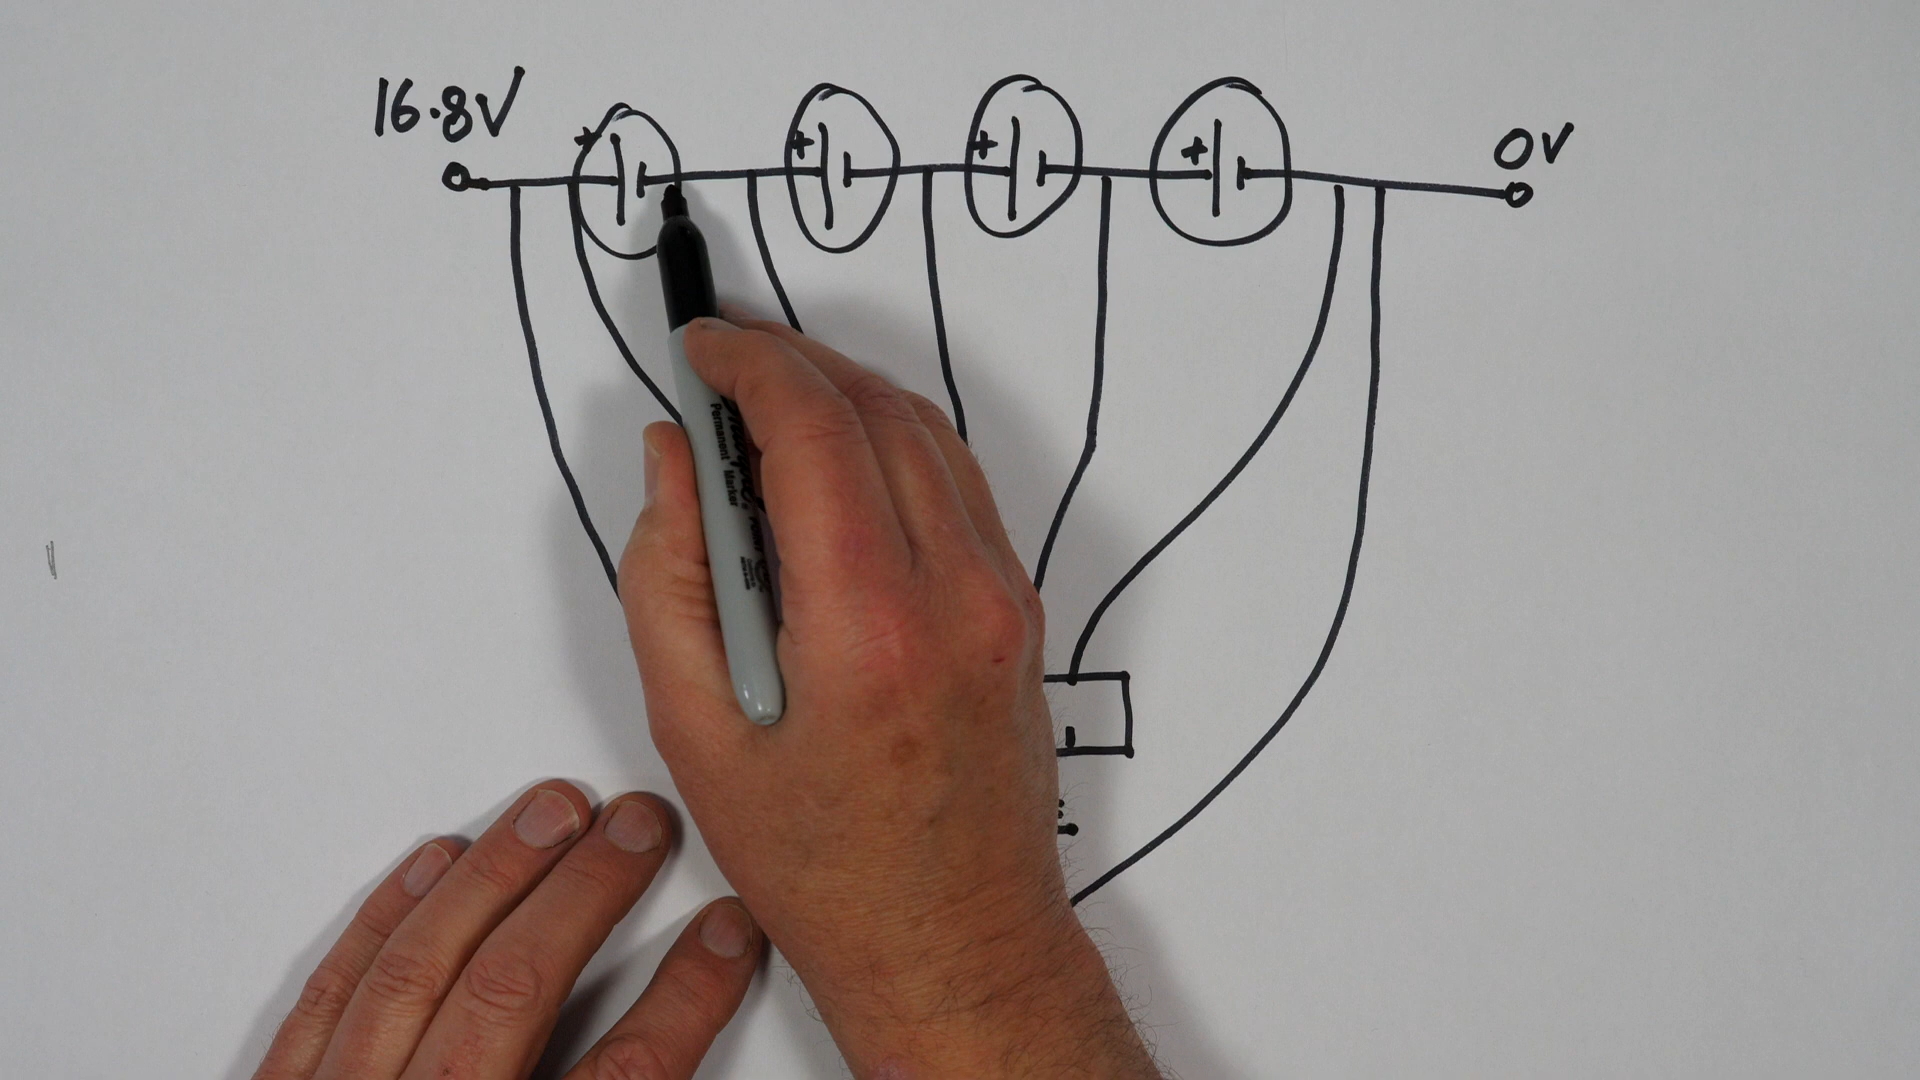 16.8V
+
+
+
+
0V
Permanent Marker